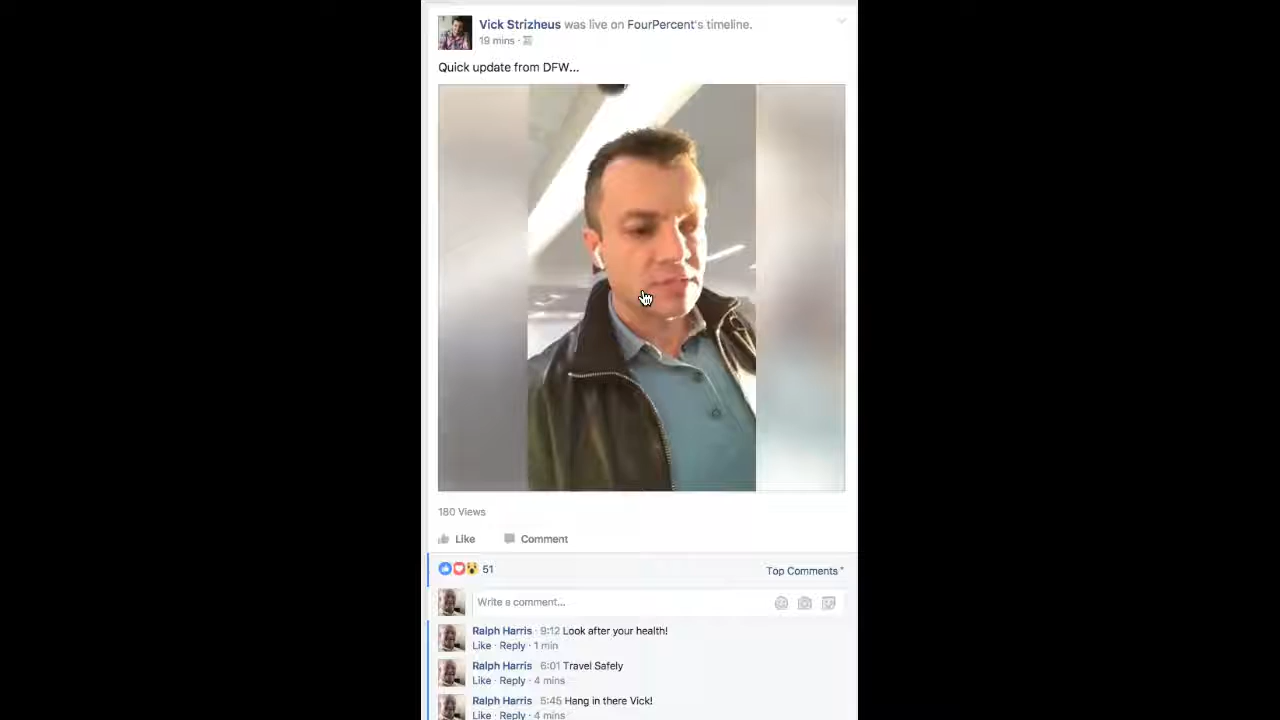 Vick Strizheus was live on FourPercent's timeline.
19 mins ·
Quick update from DFW...
180 Views
Like Comment
51
Top Comments
Write a comment...
Ralph Harris · 9:12 Look after your health!
Like · Reply · 1 min
Ralph Harris 6:01 Travel Safely
Like · Reply · 4 mins
Ralph Harris 5:45 Hang in there Vick!
Like · Reply · 4 mins